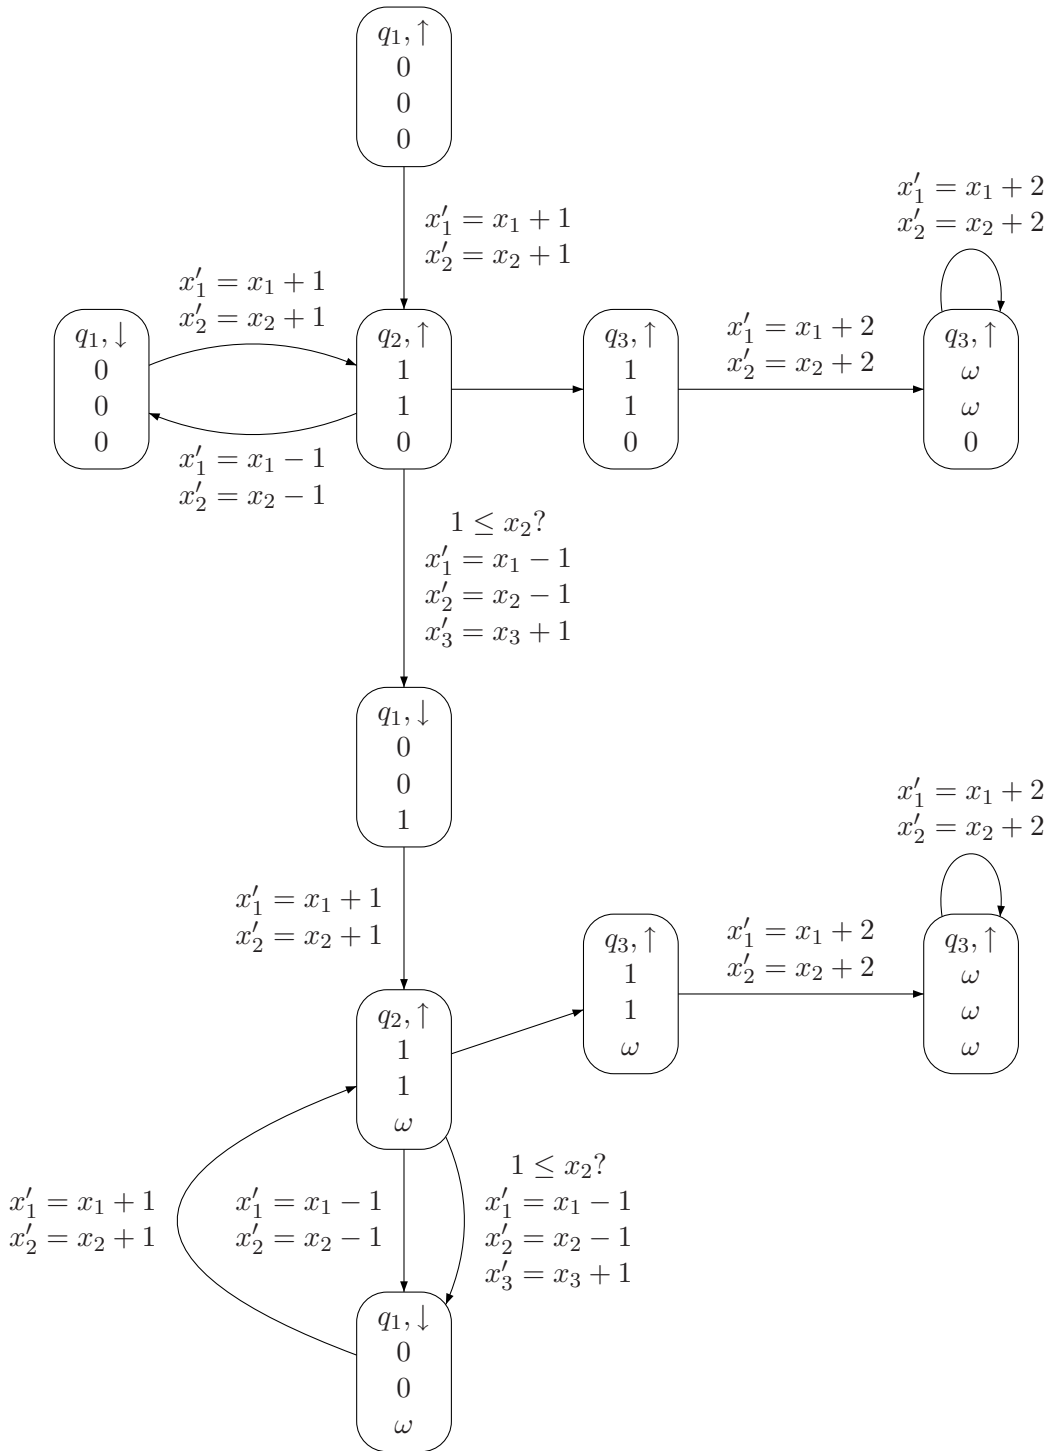 q₁, ↑
0
0
0
x′₁ = x₁ + 1
x′₂ = x₂ + 1
x′₁ = x₁ + 2
x′₂ = x₂ + 2
x′₁ = x₁ + 1
x′₂ = x₂ + 1
q₁, ↓
0
0
0
x′₁ = x₁ − 1
x′₂ = x₂ − 1
q₂, ↑
1
1
0
q₃, ↑
1
1
0
x′₁ = x₁ + 2
x′₂ = x₂ + 2
q₃, ↑
ω
ω
0
1 ≤ x₂?
x′₁ = x₁ − 1
x′₂ = x₂ − 1
x′₃ = x₃ + 1
q₁, ↓
0
0
1
x′₁ = x₁ + 1
x′₂ = x₂ + 1
x′₁ = x₁ + 2
x′₂ = x₂ + 2
q₂, ↑
1
1
ω
q₃, ↑
1
1
ω
x′₁ = x₁ + 2
x′₂ = x₂ + 2
q₃, ↑
ω
ω
ω
x′₁ = x₁ + 1
x′₂ = x₂ + 1
x′₁ = x₁ − 1
x′₂ = x₂ − 1
1 ≤ x₂?
x′₁ = x₁ − 1
x′₂ = x₂ − 1
x′₃ = x₃ + 1
q₁, ↓
0
0
ω